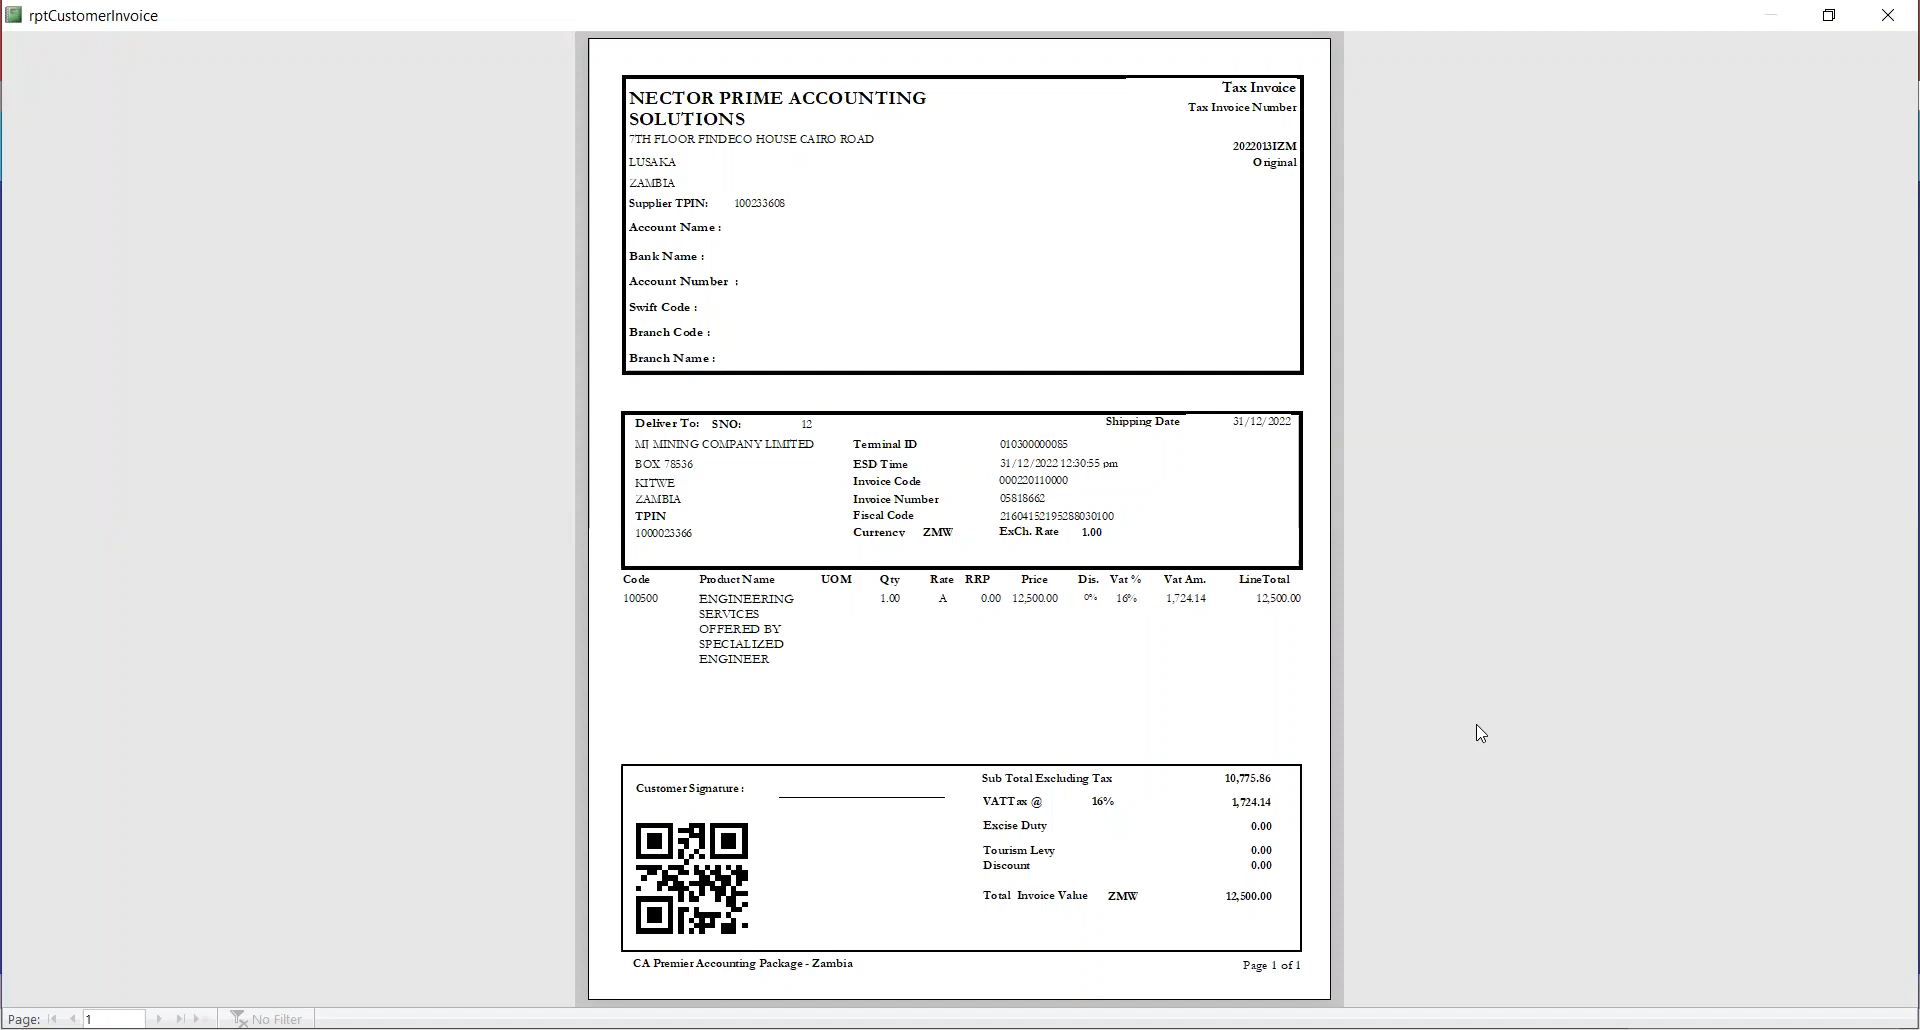 rptCustomerInvoice
Tax Invoice
NECTOR PRIME ACCOUNTING
SOLUTIONS
Tax Invoice Number
7TH FLOOR FINDECO HOUSE CAIRO ROAD
2022013IZM
LUSAKA
Original
ZAMBIA
Supplier TPIN: 100233608
Account Name :
Bank Name :
Account Number :
Swift Code :
Branch Code :
Branch Name :
Deliver To: SNO: 12 Shipping Date 31/12/2022
MJ MINING COMPANY LIMITED Terminal ID 010300000085
BOX 78536 ESD Time 31/12/2022 12:30:55 pm
KITWE Invoice Code 000220110000
ZAMBIA Invoice Number 05818662
TPIN Fiscal Code 21604152195288030100
1000023366 Currency ZMW ExCh. Rate 1.00
Code Product Name UOM Qty Rate RRP Price Dis. Vat % Vat Am. LineTotal
100500 ENGINEERING 1.00 A 0.00 12,500.00 0% 16% 1,724.14 12,500.00
SERVICES
OFFERED BY
SPECIALIZED
ENGINEER
Sub Total Excluding Tax 10,775.86
Customer Signature :
VAT Tax @ 16% 1,724.14
Excise Duty 0.00
Tourism Levy 0.00
Discount 0.00
Total Invoice Value ZMW 12,500.00
CA Premier Accounting Package - Zambia Page 1 of 1
Page: 1 No Filter